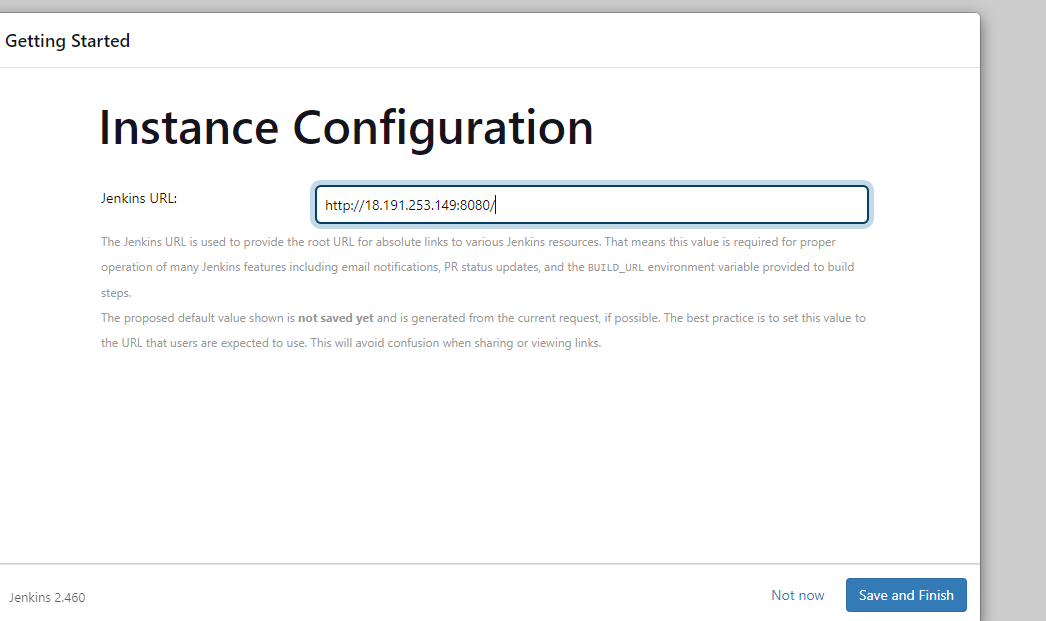 Getting Started
Instance Configuration
Jenkins URL:
http://18.191.253.149:8080/
The Jenkins URL is used to provide the root URL for absolute links to various Jenkins resources. That means this value is required for proper
operation of many Jenkins features including email notifications, PR status updates, and the BUILD_URL environment variable provided to build
steps.
The proposed default value shown is not saved yet and is generated from the current request, if possible. The best practice is to set this value to
the URL that users are expected to use. This will avoid confusion when sharing or viewing links.
Jenkins 2.460
Not now
Save and Finish